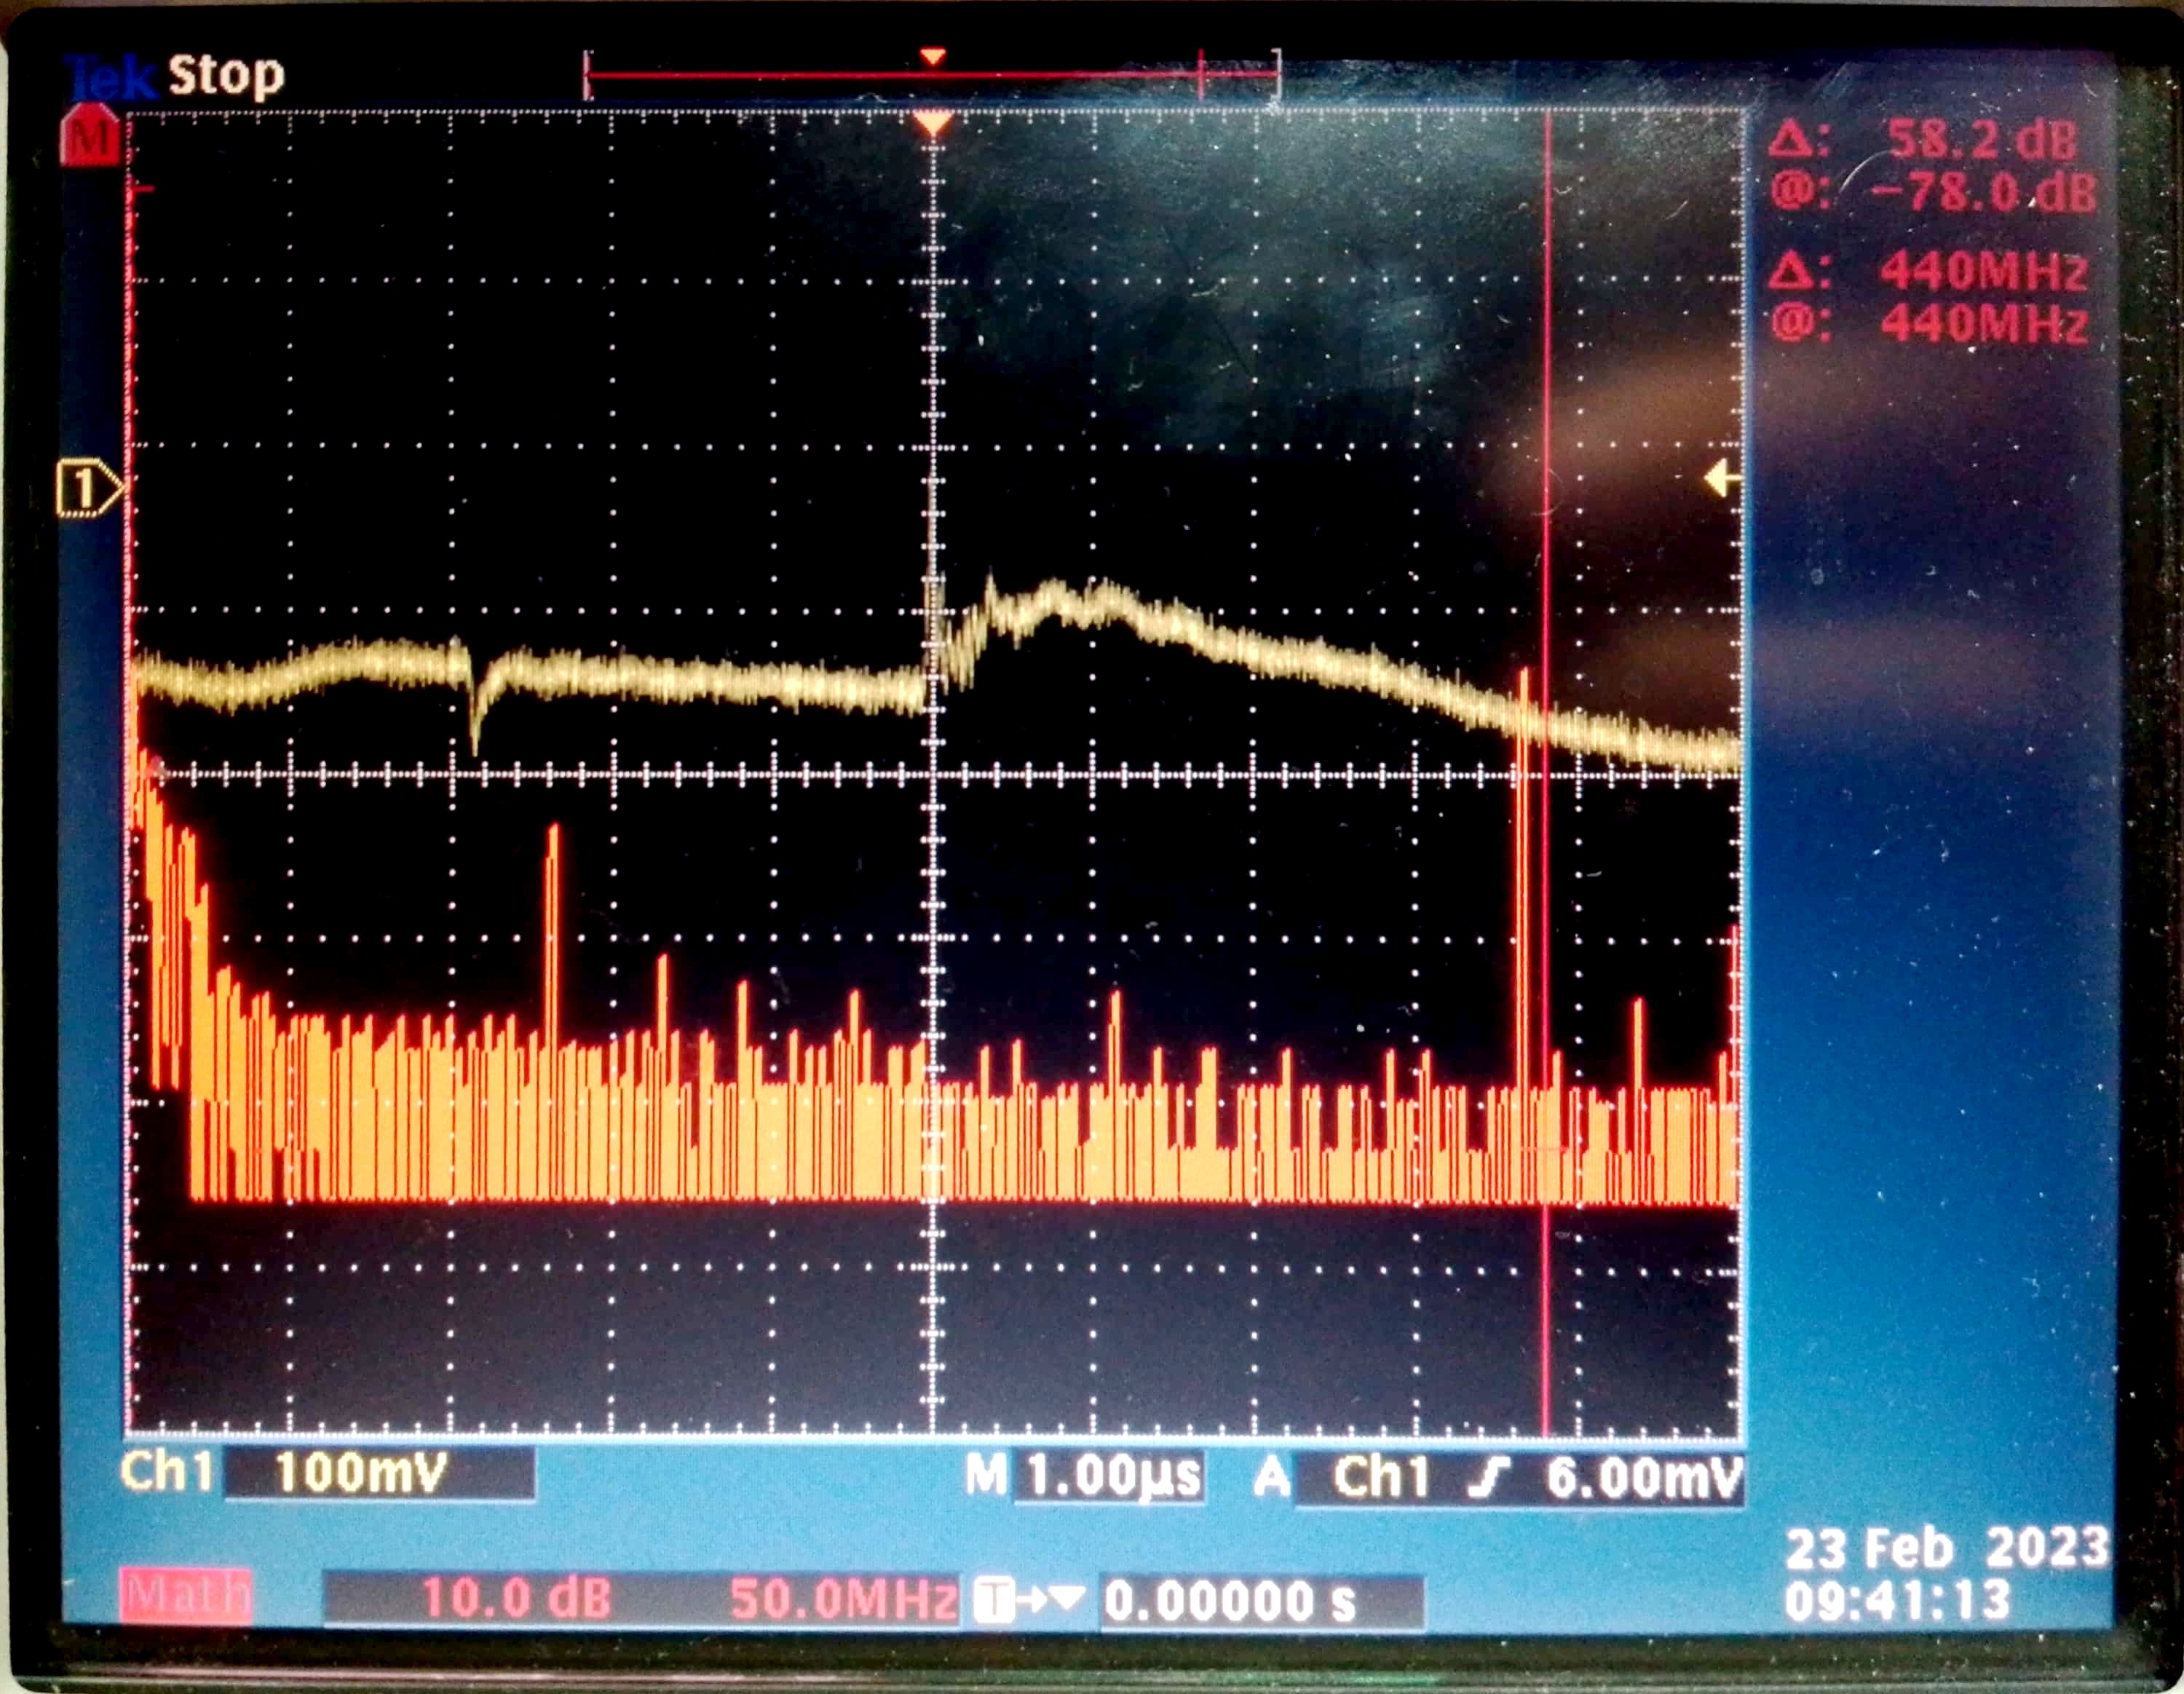 Tek Stop
M
Δ: 58.2 dB
@: −78.0 dB
Δ: 440MHz
@: 440MHz
1
Ch1 100mV M 1.00µs A Ch1 6.00mV
Math 10.0 dB 50.0MHz T 0.00000 s
23 Feb 2023
09:41:13